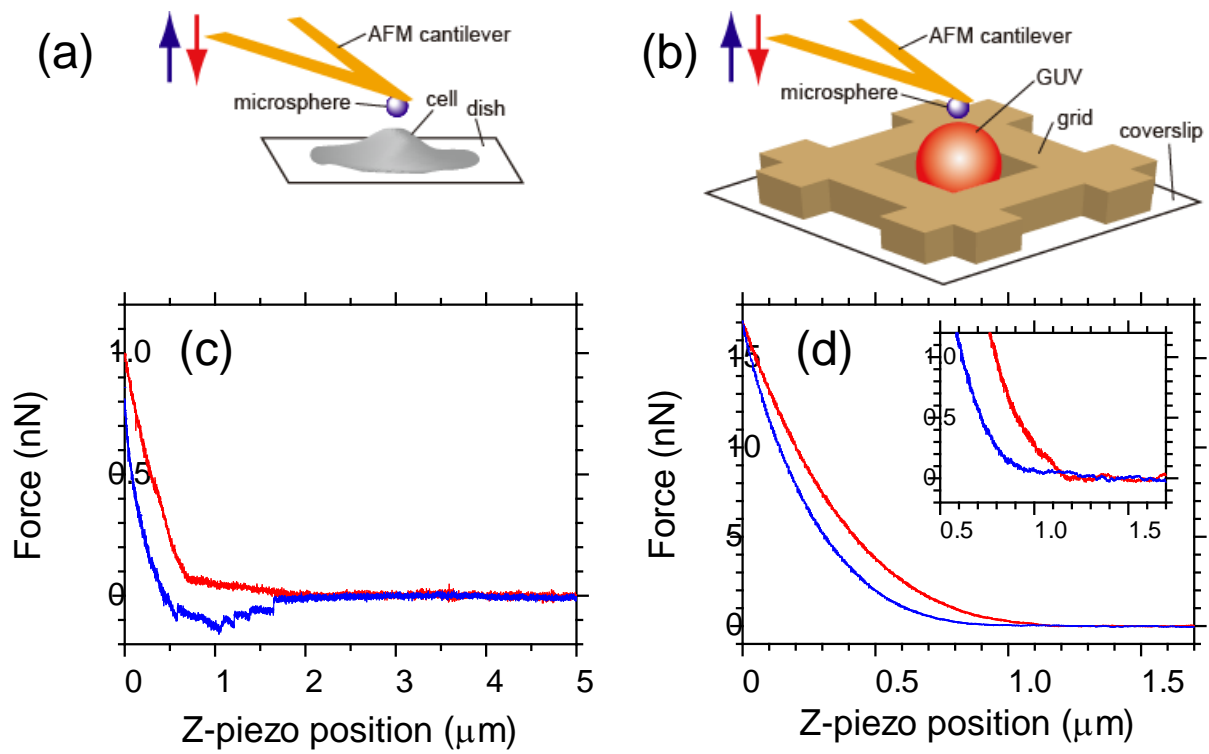 (a)
AFM cantilever
microsphere
cell
dish
(b)
AFM cantilever
GUV
microsphere
grid
coverslip
(c)
1.0
0.5
0
Force (nN)
0 1 2 3 4 5
Z-piezo position (μm)
(d)
15
10
5
0
Force (nN)
0 0.5 1.0 1.5
Z-piezo position (μm)
1.0
0.5
0
0.5 1.0 1.5